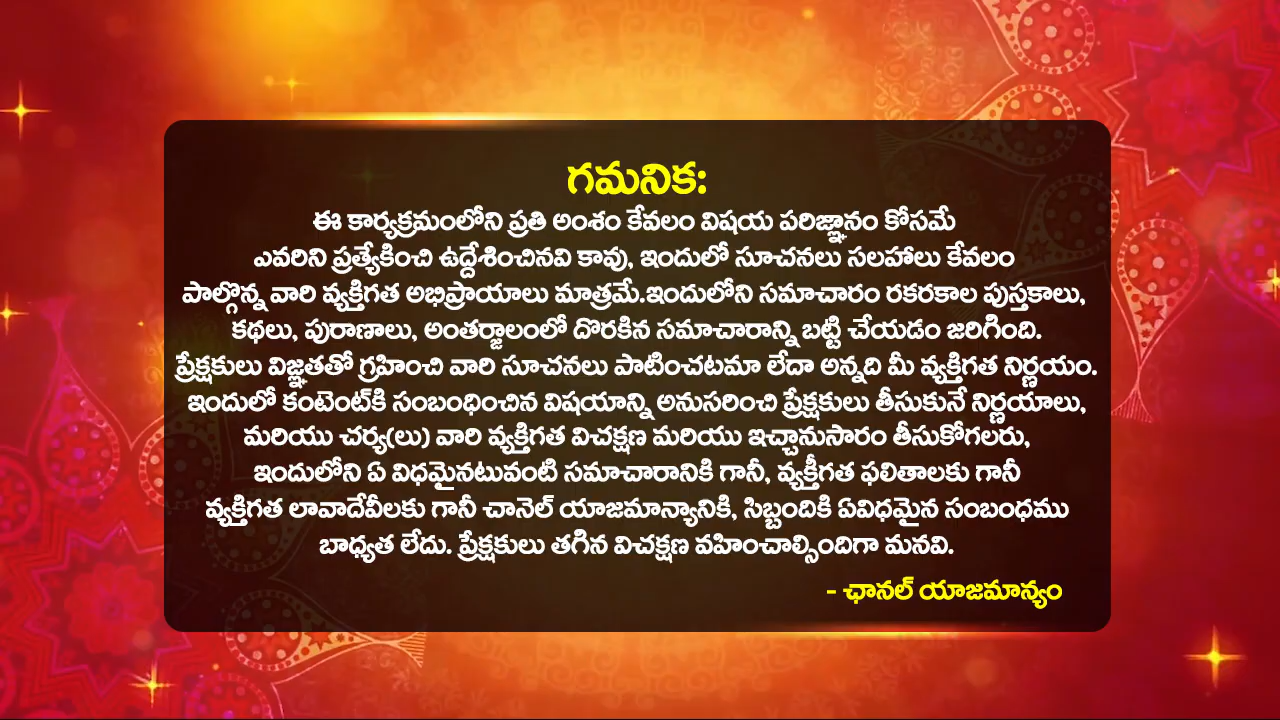 గమనిక:
ఈ కార్యక్రమంలోని ప్రతి అంశం కేవలం విషయ పరిజ్ఞానం కోసమే
ఎవరిని ప్రత్యేకించి ఉద్దేశించినవి కావు, ఇందులో సూచనలు సలహాలు కేవలం
పాల్గొన్న వారి వ్యక్తిగత అభిప్రాయాలు మాత్రమే.ఇందులోని సమాచారం రకరకాల పుస్తకాలు,
కథలు, పురాణాలు, అంతర్జాలంలో దొరకిన సమాచారాన్ని బట్టి చేయడం జరిగింది.
ప్రేక్షకులు విజ్ఞతతో గ్రహించి వారి సూచనలు పాటించటమా లేదా అన్నది మీ వ్యక్తిగత నిర్ణయం.
ఇందులో కంటెంట్‌కి సంబంధించిన విషయాన్ని అనుసరించి ప్రేక్షకులు తీసుకునే నిర్ణయాలు,
మరియు చర్య(లు) వారి వ్యక్తిగత విచక్షణ మరియు ఇచ్చానుసారం తీసుకోగలరు,
ఇందులోని ఏ విధమైనటువంటి సమాచారానికి గానీ, వ్యక్తీగత ఫలితాలకు గానీ
వ్యక్తిగత లావాదేవీలకు గానీ చానెల్ యాజమాన్యానికి, సిబ్బందికి ఏవిధమైన సంబంధము
బాధ్యత లేదు. ప్రేక్షకులు తగిన విచక్షణ వహించాల్సిందిగా మనవి.
- ఛానల్ యాజమాన్యం